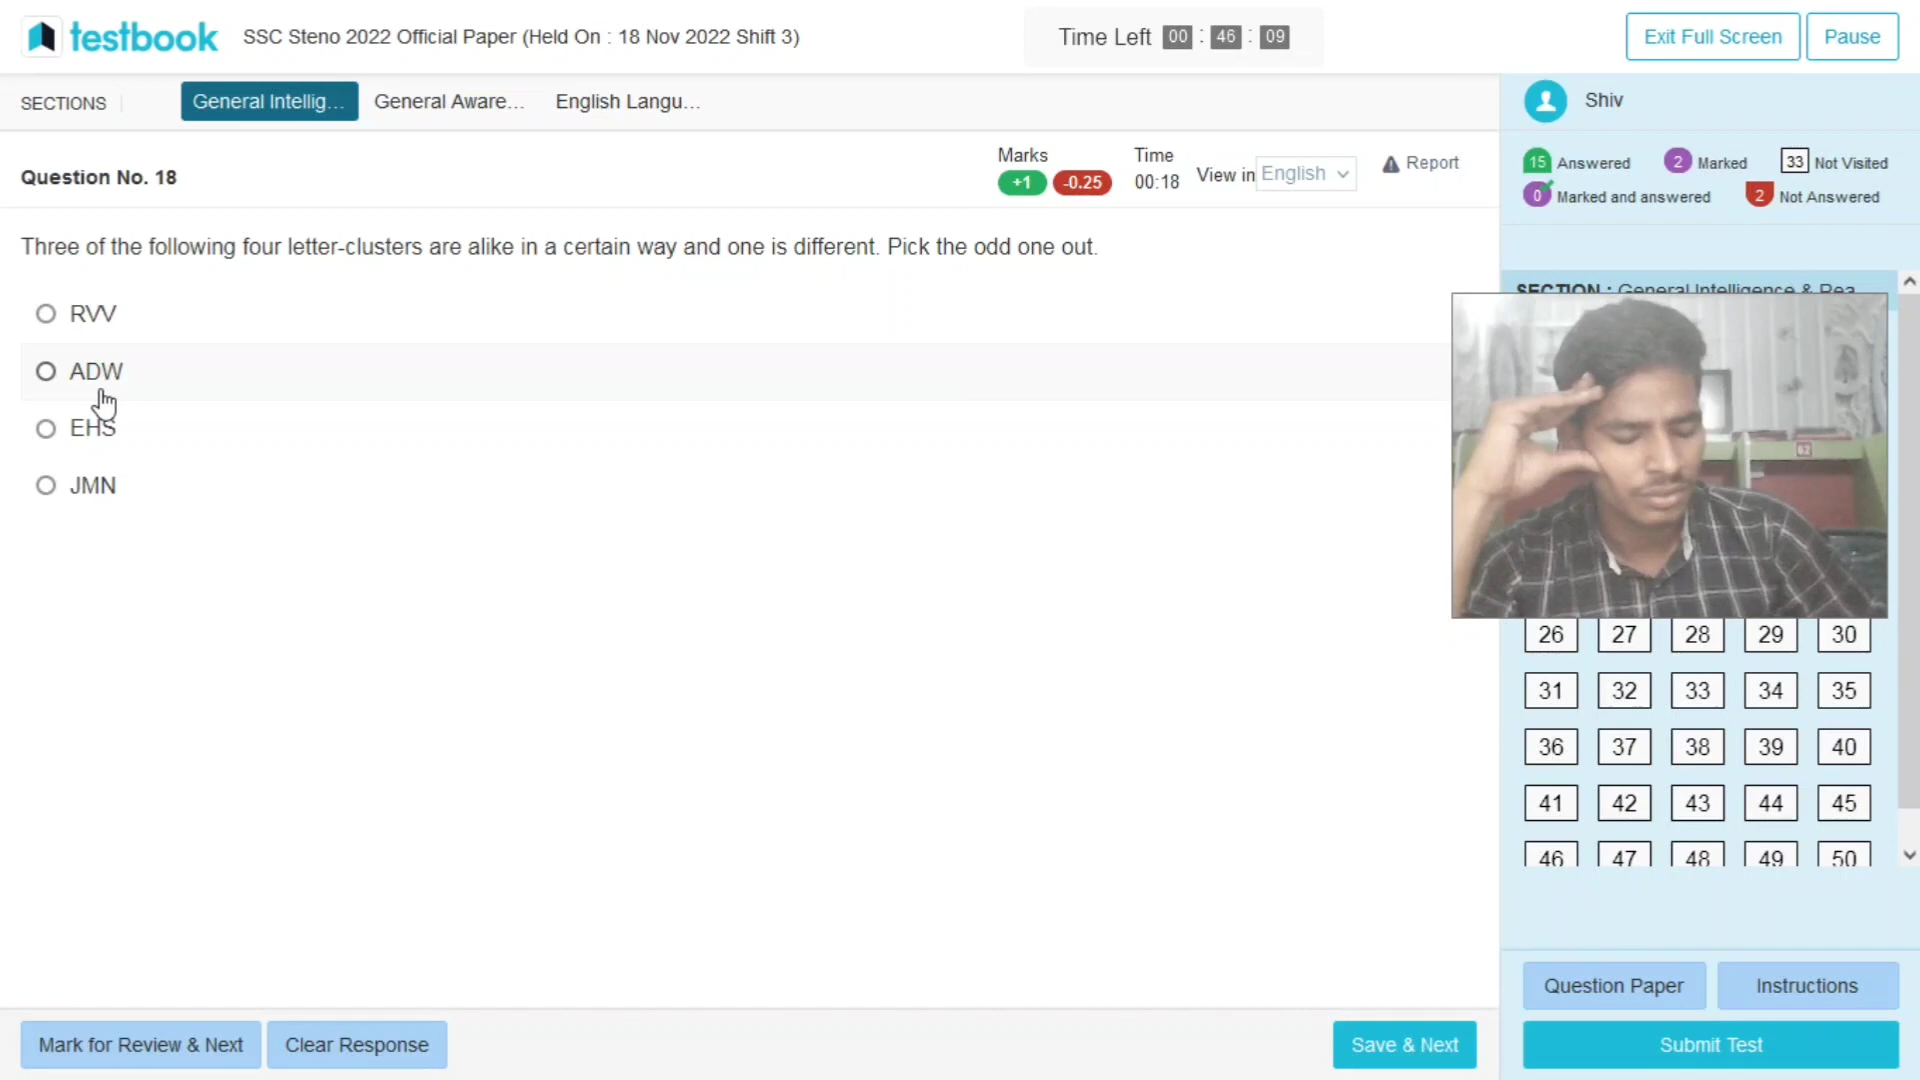 testbook SSC Steno 2022 Official Paper (Held On : 18 Nov 2022 Shift 3) Time Left 00 : 46 : 09 Exit Full Screen Pause
SECTIONS General Intellig... General Aware... English Langu... Shiv
Question No. 18 Marks +1 -0.25 Time 00:18 View in English Report
15 Answered 2 Marked 33 Not Visited
0 Marked and answered 2 Not Answered
Three of the following four letter-clusters are alike in a certain way and one is different. Pick the odd one out.
SECTION : General Intelligence & Rea
RVV
ADW
EHS
JMN
26 27 28 29 30
31 32 33 34 35
36 37 38 39 40
41 42 43 44 45
46 47 48 49 50
Question Paper Instructions
Mark for Review & Next Clear Response Save & Next Submit Test